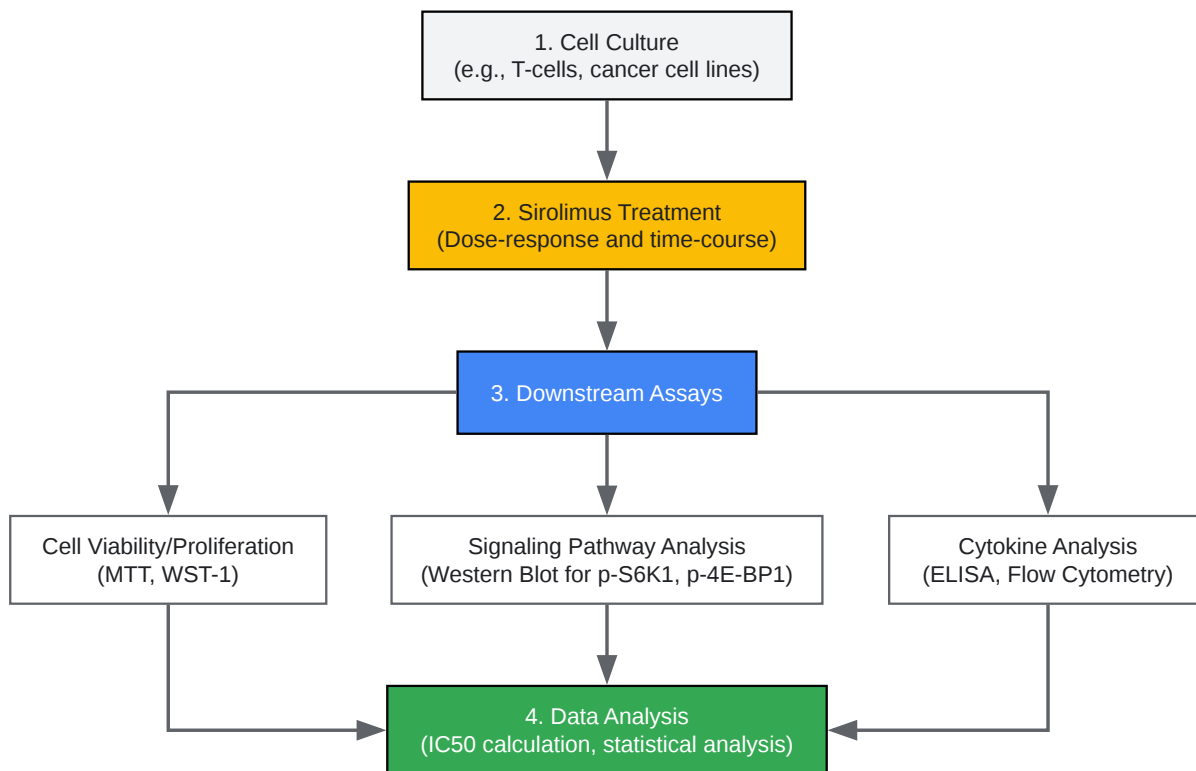 1. Cell Culture
(e.g., T-cells, cancer cell lines)
2. Sirolimus Treatment
(Dose-response and time-course)
3. Downstream Assays
Cell Viability/Proliferation
(MTT, WST-1)
Signaling Pathway Analysis
(Western Blot for p-S6K1, p-4E-BP1)
Cytokine Analysis
(ELISA, Flow Cytometry)
4. Data Analysis
(IC50 calculation, statistical analysis)